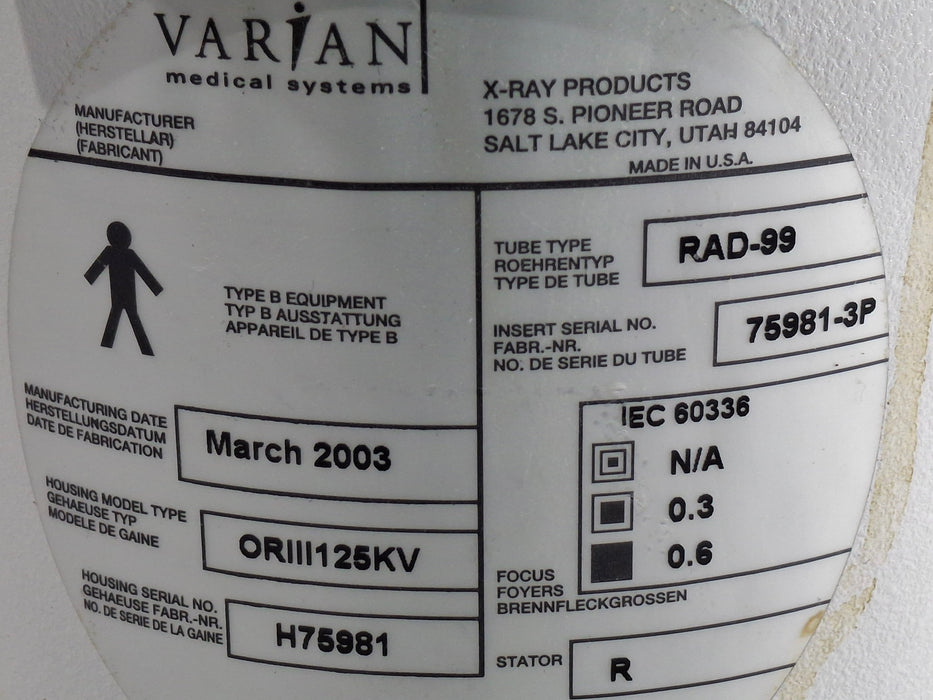 VARIAN
medical systems
X-RAY PRODUCTS
1678 S. PIONEER ROAD
SALT LAKE CITY, UTAH 84104
MADE IN U.S.A.
MANUFACTURER
(HERSTELLAR)
(FABRICANT)
TYPE B EQUIPMENT
TYP B AUSSTATTUNG
APPAREIL DE TYPE B
MANUFACTURING DATE
HERSTELLUNGSDATUM
DATE DE FABRICATION
March 2003
HOUSING MODEL TYPE
GEHAEUSE TYP
MODELE DE GAINE
ORIII125KV
HOUSING SERIAL NO.
GEHAEUSE FABR.-NR.
NO. DE SERIE DE LA GAINE
H75981
TUBE TYPE
ROEHRENTYP
TYPE DE TUBE
RAD-99
INSERT SERIAL NO.
FABR.-NR.
NO. DE SERIE DU TUBE
75981-3P
IEC 60336
N/A
0.3
0.6
FOCUS
FOYERS
BRENNFLECKGROSSEN
STATOR
R